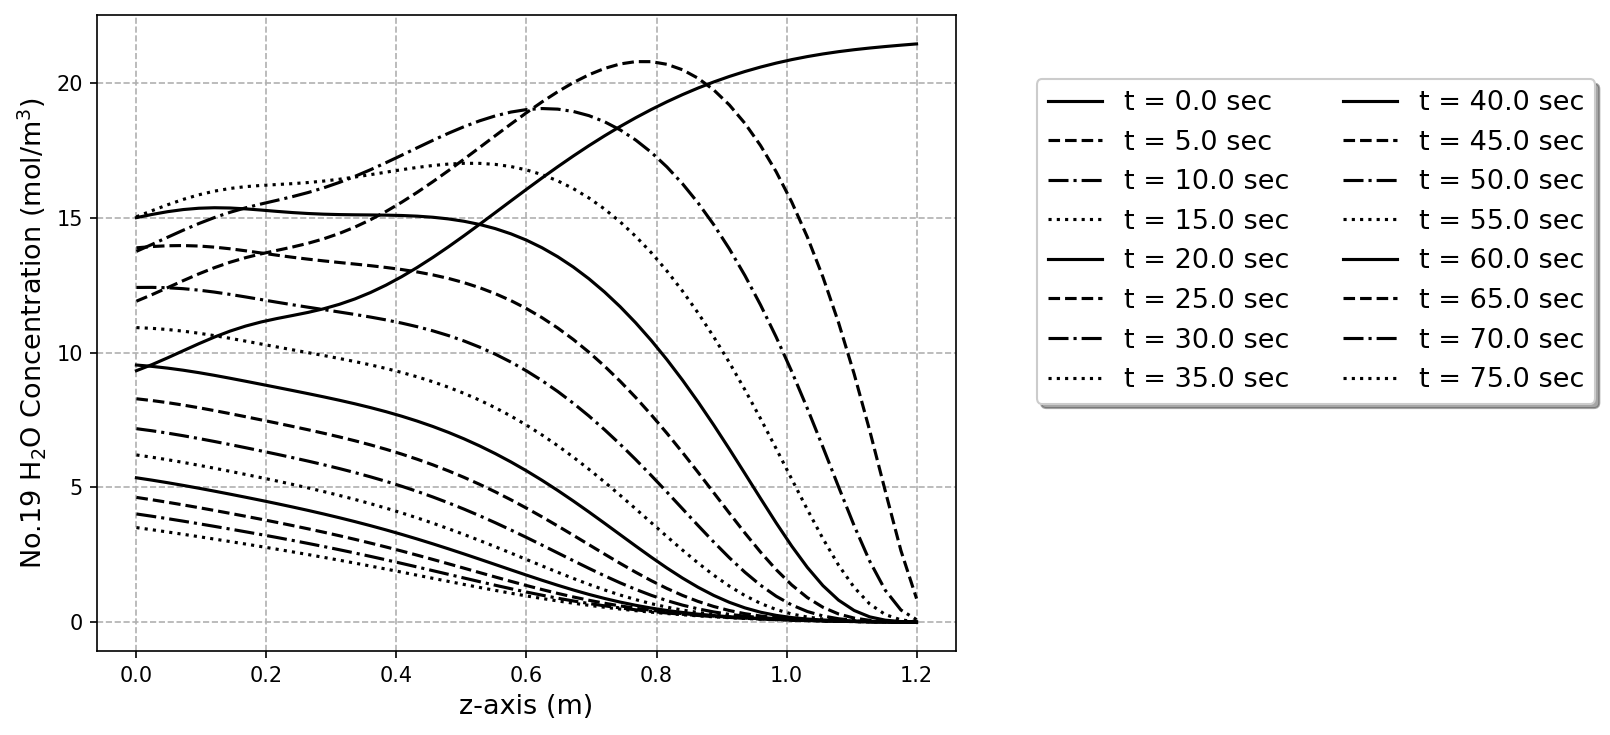 No.19 H₂O Concentration (mol/m³)
20
15
10
5
0
0.0 0.2 0.4 0.6 0.8 1.0 1.2
z-axis (m)
t = 0.0 sec
t = 5.0 sec
t = 10.0 sec
t = 15.0 sec
t = 20.0 sec
t = 25.0 sec
t = 30.0 sec
t = 35.0 sec
t = 40.0 sec
t = 45.0 sec
t = 50.0 sec
t = 55.0 sec
t = 60.0 sec
t = 65.0 sec
t = 70.0 sec
t = 75.0 sec